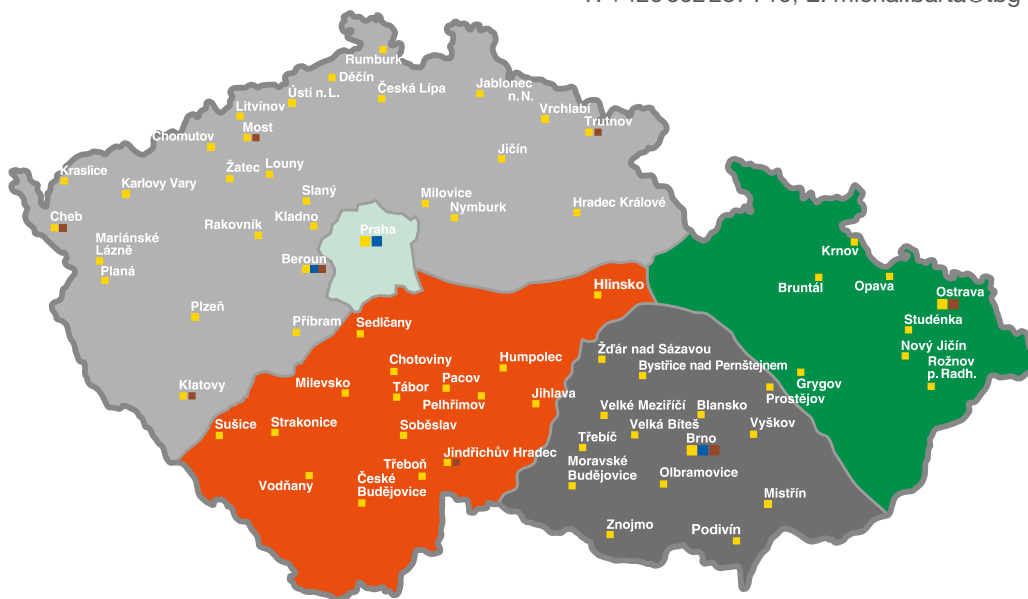 Rumburk
Děčín
Ústí n. L.
Česká Lípa
Jablonec
n. N.
Litvínov
Vrchlabí
Most
Trutnov
Chomutov
Jičín
Žatec
Louny
Kraslice
Karlovy Vary
Slaný
Milovice
Nymburk
Hradec Králové
Cheb
Rakovník
Kladno
Praha
Mariánské
Lázně
Planá
Beroun
Krnov
Bruntál
Opava
Ostrava
Hlinsko
Plzeň
Příbram
Sedlčany
Studénka
Nový Jičín
Rožnov
p. Radh.
Žďár nad Sázavou
Bystřice nad Pernštejnem
Chotoviny
Humpolec
Grygov
Prostějov
Klatovy
Milevsko
Tábor
Pacov
Pelhřimov
Jihlava
Velké Meziříčí
Blansko
Sušice
Strakonice
Soběslav
Velká Bíteš
Vyškov
Třebíč
Brno
Jindřichův Hradec
Třeboň
Moravské
Budějovice
Olbramovice
Vodňany
České
Budějovice
Mistřín
Znojmo
Podivín